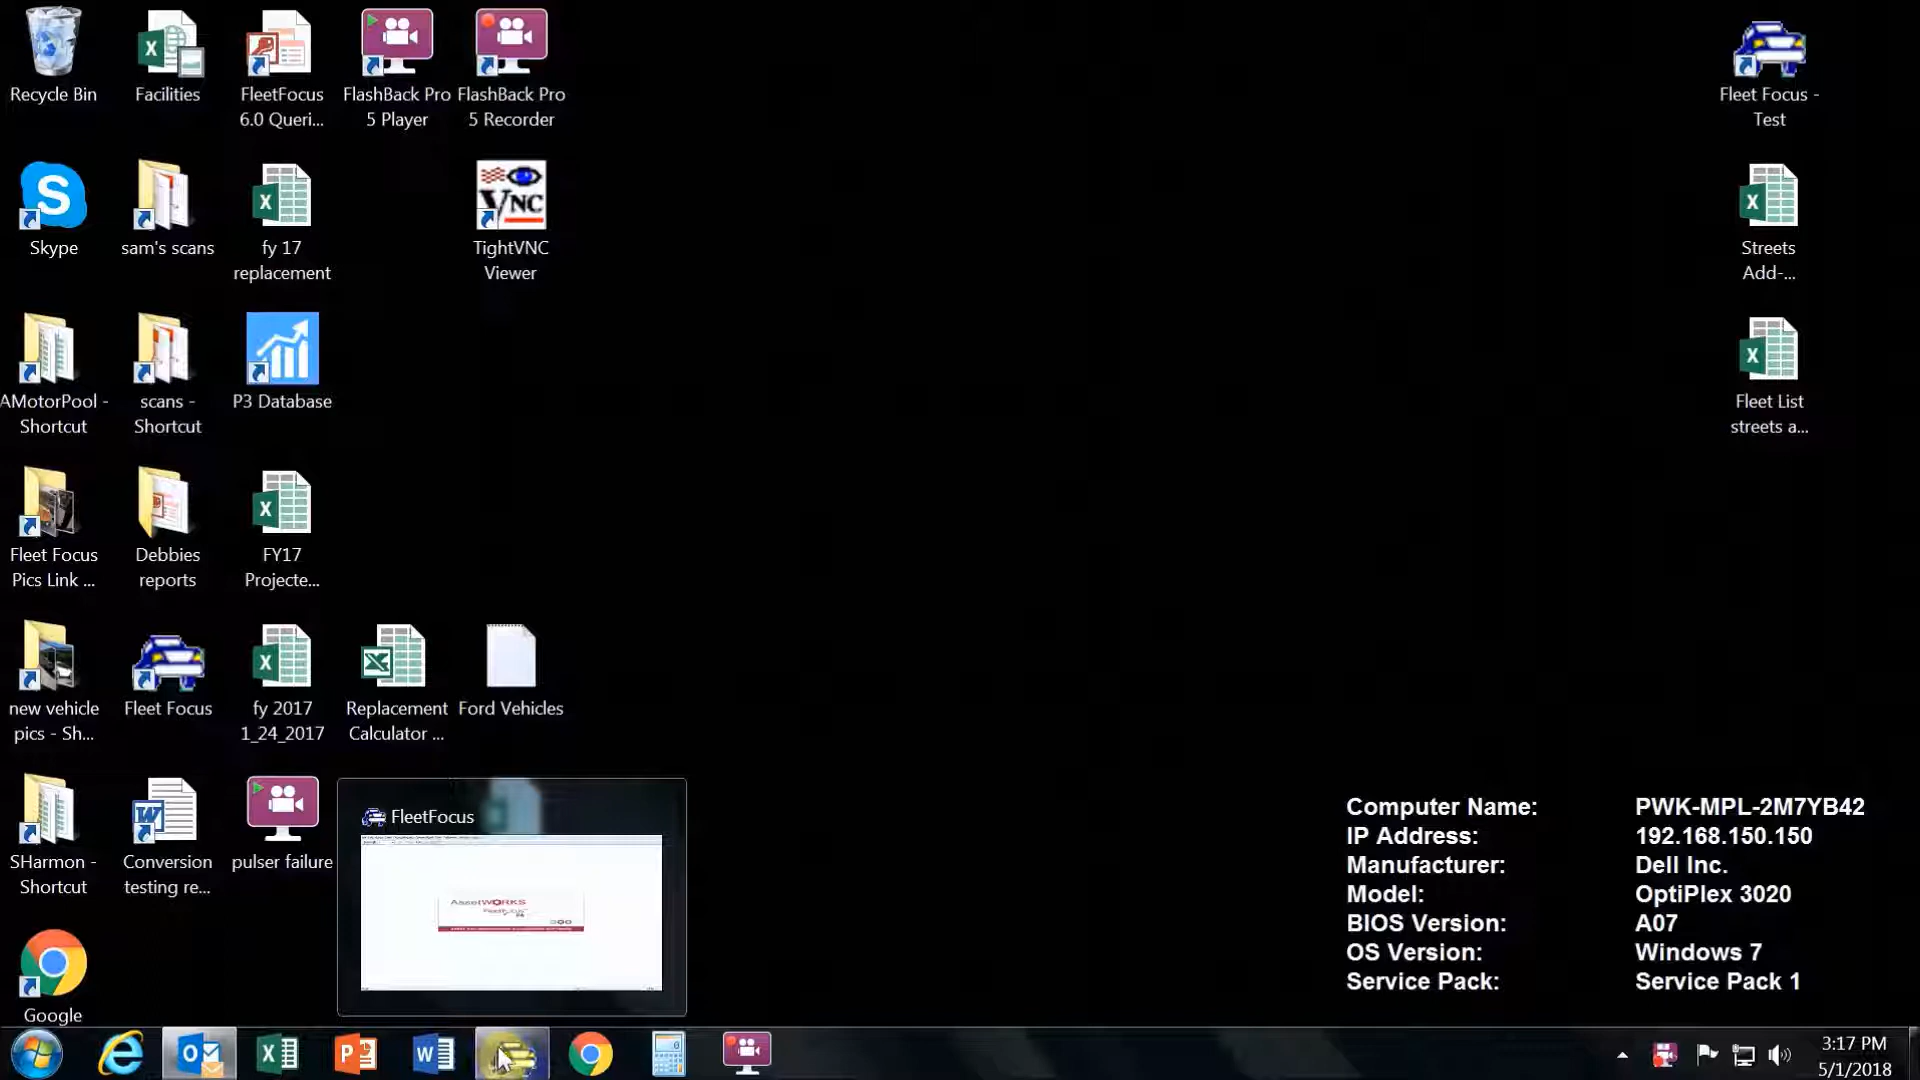 Recycle Bin
Facilities
FleetFocus
6.0 Queri...
FlashBack Pro
5 Player
FlashBack Pro
5 Recorder
Fleet Focus -
Test
Skype
sam's scans
fy 17
replacement
VNC
TightVNC
Viewer
Streets
Add-...
AMotorPool -
Shortcut
scans -
Shortcut
P3 Database
Fleet List
streets a...
Fleet Focus
Pics Link ...
Debbies
reports
FY17
Projecte...
new vehicle
pics - Sh...
Fleet Focus
fy 2017
1_24_2017
Replacement
Calculator ...
Ford Vehicles
SHarmon -
Shortcut
Conversion
testing re...
pulser failure
FleetFocus
AssetWORKS
FleetFocus
Google
Computer Name: PWK-MPL-2M7YB42
IP Address: 192.168.150.150
Manufacturer: Dell Inc.
Model: OptiPlex 3020
BIOS Version: A07
OS Version: Windows 7
Service Pack: Service Pack 1
3:17 PM
5/1/2018